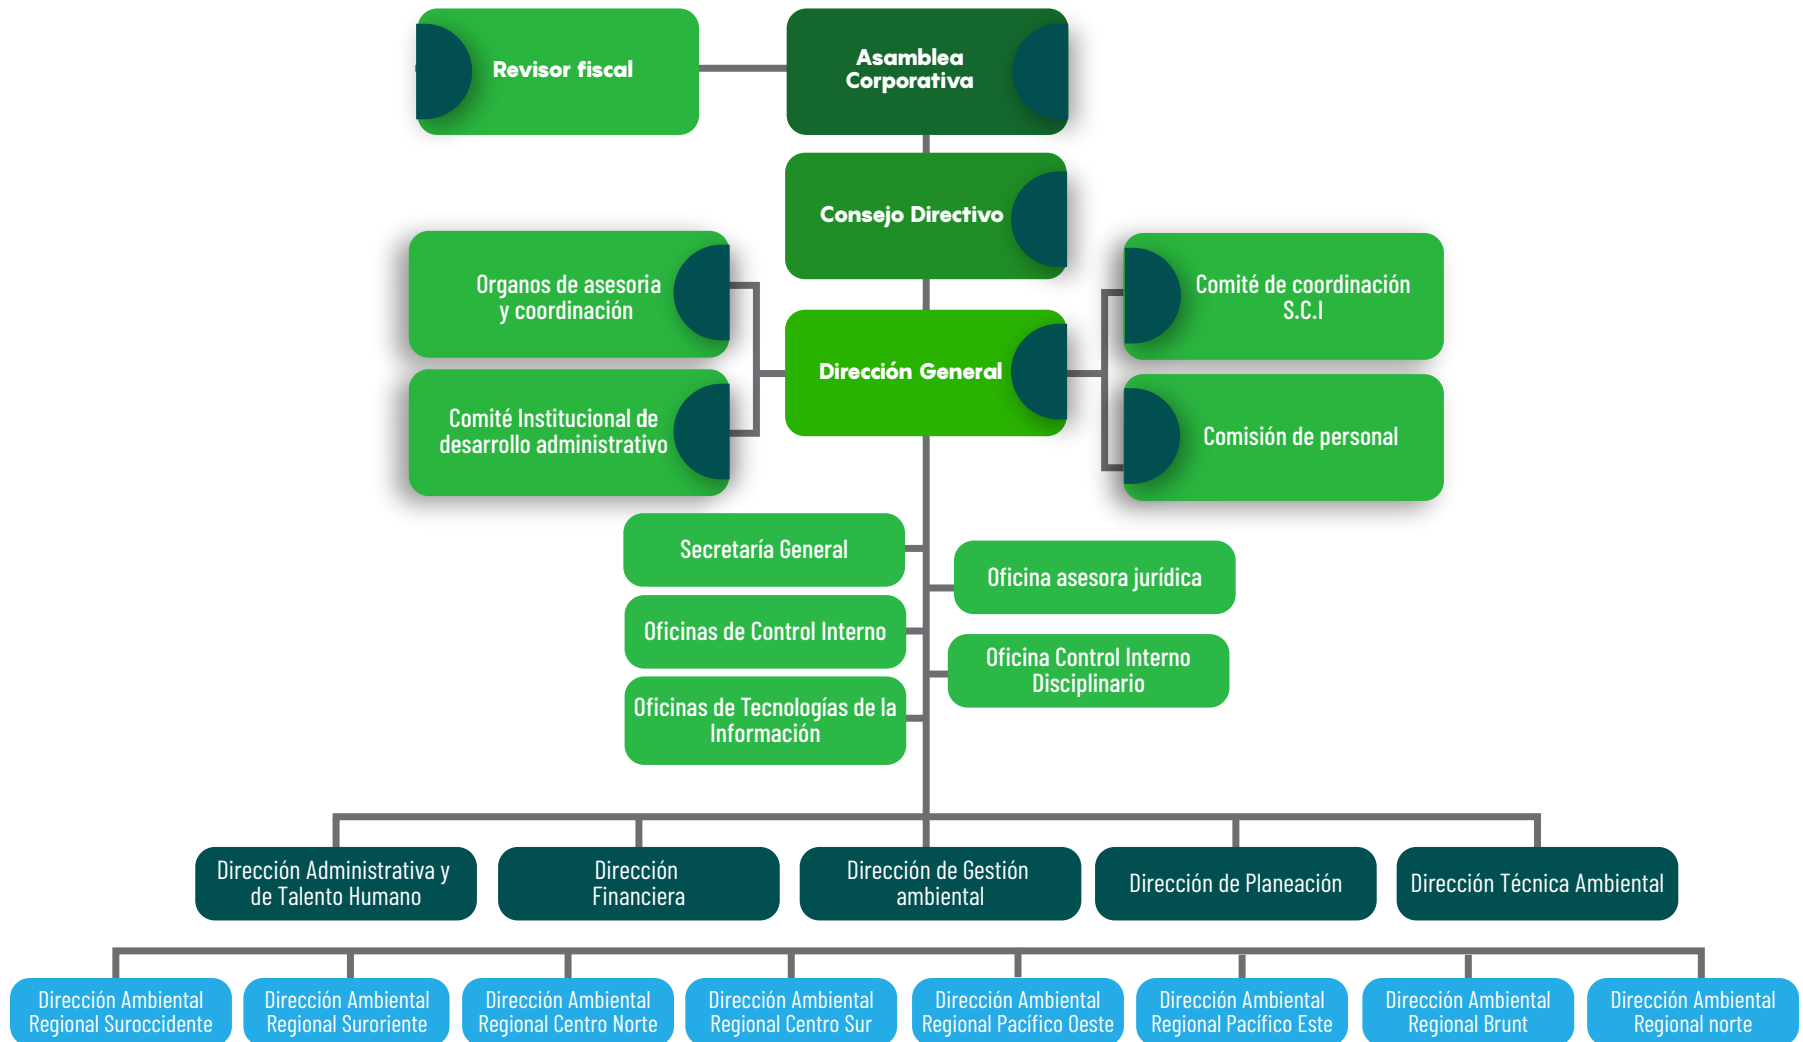 Revisor fiscal
Asamblea
Corporativa
Consejo Directivo
Organos de asesoria
y coordinación
Comité de coordinación
S.C.I
Dirección General
Comité Institucional de
desarrollo administrativo
Comisión de personal
Secretaría General
Oficina asesora jurídica
Oficinas de Control Interno
Oficina Control Interno
Disciplinario
Oficinas de Tecnologías de la
Información
Dirección Administrativa y
de Talento Humano
Dirección
Financiera
Dirección de Gestión
ambiental
Dirección de Planeación
Dirección Técnica Ambiental
Dirección Ambiental
Regional Suroccidente
Dirección Ambiental
Regional Suroriente
Dirección Ambiental
Regional Centro Norte
Dirección Ambiental
Regional Centro Sur
Dirección Ambiental
Regional Pacífico Oeste
Dirección Ambiental
Regional Pacífico Este
Dirección Ambiental
Regional Brunt
Dirección Ambiental
Regional norte